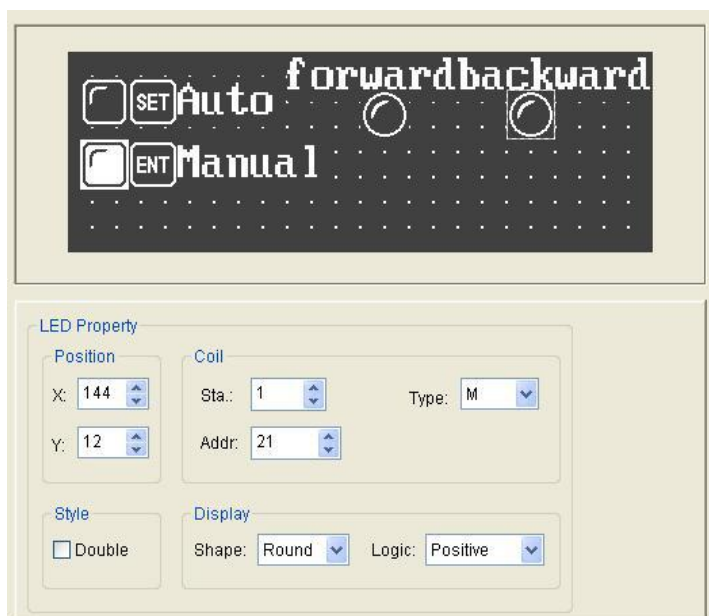 forwardbackward
SET Auto
ENT Manual
LED Property
Position
X: 144
Y: 12
Coil
Sta.: 1
Type: M
Addr: 21
Style
Double
Display
Shape: Round
Logic: Positive